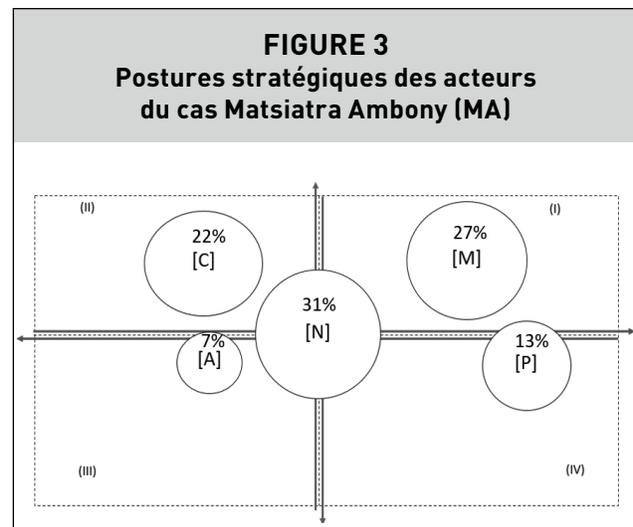 FIGURE 3
Postures stratégiques des acteurs
du cas Matsiatra Ambony (MA)
(II)
(I)
22%
[C]
27%
[M]
31%
[N]
7%
[A]
13%
[P]
(III)
(IV)